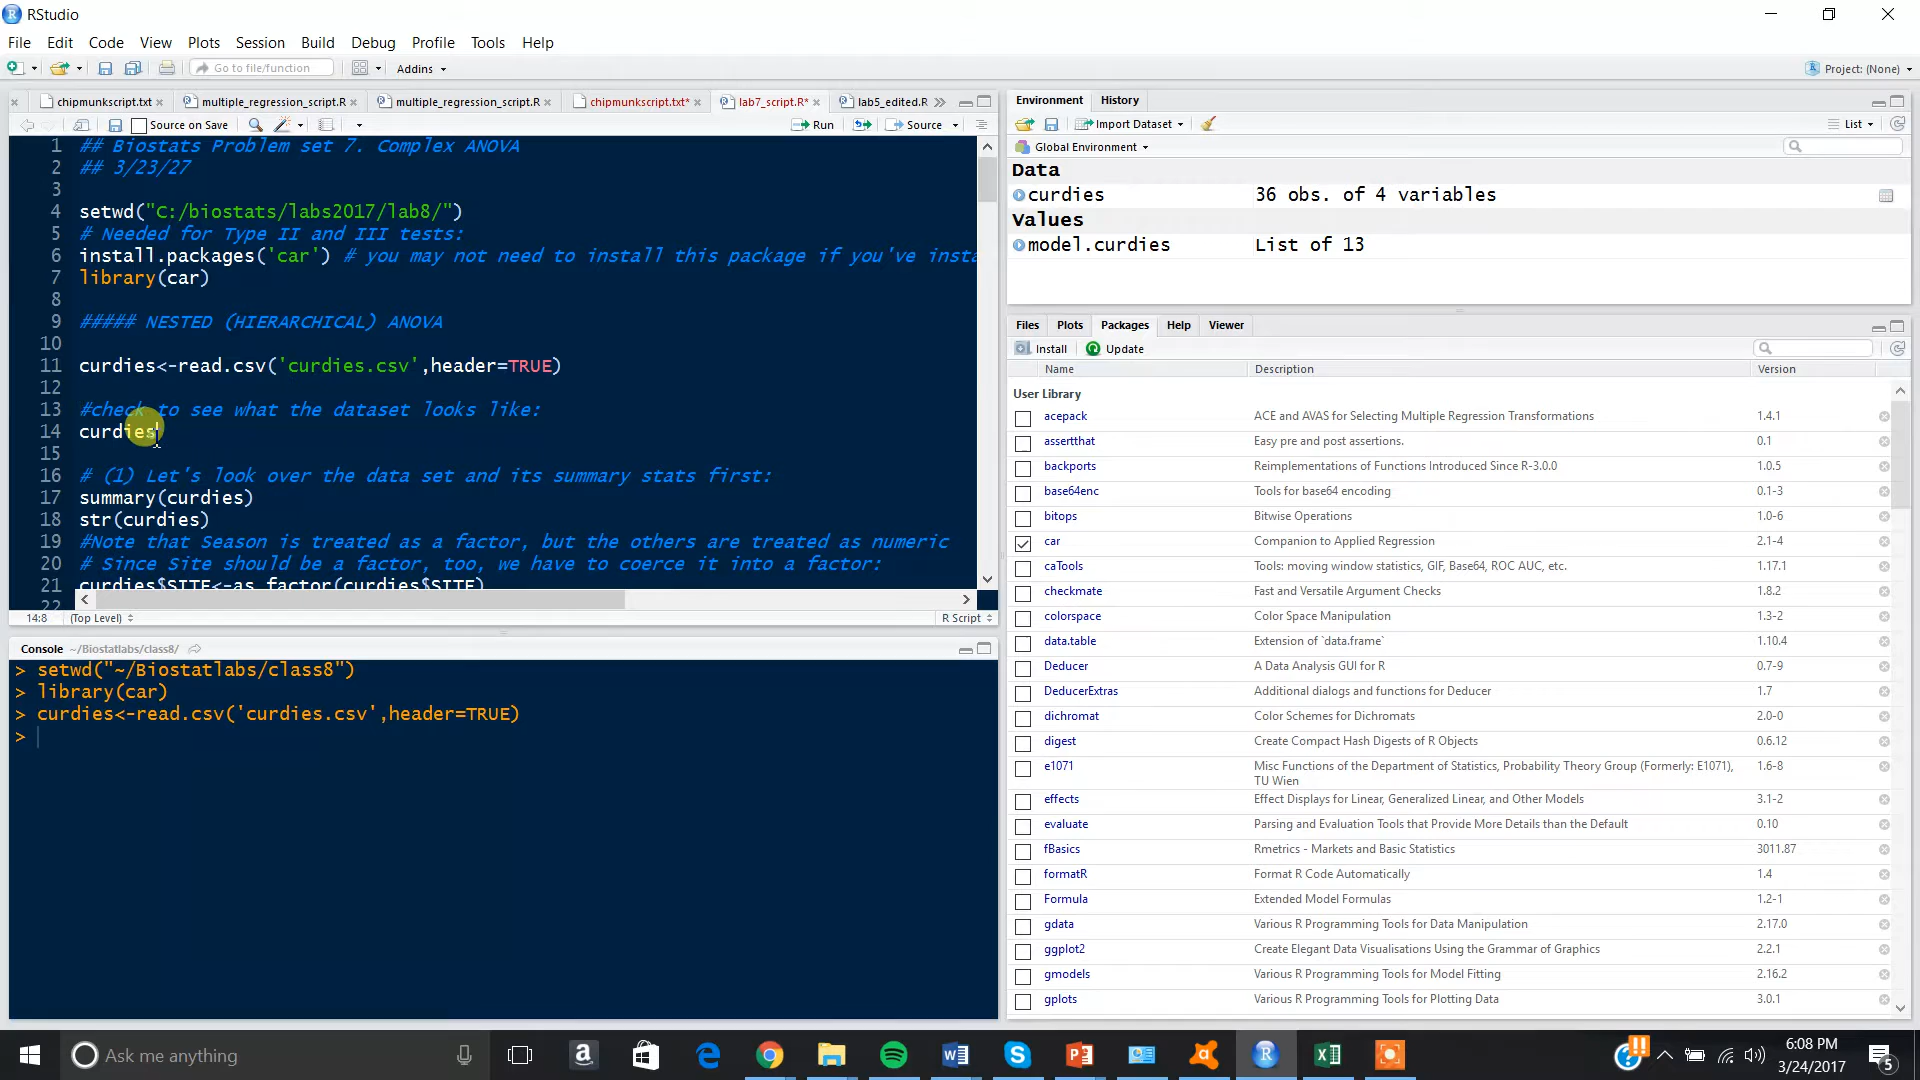 RStudio
File Edit Code View Plots Session Build Debug Profile Tools Help
Go to file/function Addins Project: (None)
chipmunkscript.txt multiple_regression_script.R multiple_regression_script.R chipmunkscript.txt* lab7_script.R* lab5_edited.R
Source on Save Run Source
1 ## Biostats Problem set 7. Complex ANOVA
2 ## 3/23/27
3
4 setwd("C:/biostats/labs2017/lab8/")
5 # Needed for Type II and III tests:
6 install.packages('car') # you may not need to install this package if you've insta
7 library(car)
8
9 ##### NESTED (HIERARCHICAL) ANOVA
10
11 curdies<-read.csv('curdies.csv',header=TRUE)
12
13 #check to see what the dataset looks like:
14 curdies
15
16 # (1) Let's look over the data set and its summary stats first:
17 summary(curdies)
18 str(curdies)
19 #Note that Season is treated as a factor, but the others are treated as numeric
20 # Since Site should be a factor, too, we have to coerce it into a factor:
21 curdies$SITE<-as factor(curdies$SITE)
22
14:8 (Top Level) R Script
Console ~/Biostatlabs/class8/
> setwd("~/Biostatlabs/class8")
> library(car)
> curdies<-read.csv('curdies.csv',header=TRUE)
>
Environment History
Import Dataset List
Global Environment
Data
curdies 36 obs. of 4 variables
Values
model.curdies List of 13
Files Plots Packages Help Viewer
Install Update
Name Description Version
User Library
acepack ACE and AVAS for Selecting Multiple Regression Transformations 1.4.1
assertthat Easy pre and post assertions. 0.1
backports Reimplementations of Functions Introduced Since R-3.0.0 1.0.5
base64enc Tools for base64 encoding 0.1-3
bitops Bitwise Operations 1.0-6
car Companion to Applied Regression 2.1-4
caTools Tools: moving window statistics, GIF, Base64, ROC AUC, etc. 1.17.1
checkmate Fast and Versatile Argument Checks 1.8.2
colorspace Color Space Manipulation 1.3-2
data.table Extension of `data.frame` 1.10.4
Deducer A Data Analysis GUI for R 0.7-9
DeducerExtras Additional dialogs and functions for Deducer 1.7
dichromat Color Schemes for Dichromats 2.0-0
digest Create Compact Hash Digests of R Objects 0.6.12
e1071 Misc Functions of the Department of Statistics, Probability Theory Group (Formerly: E1071), 1.6-8
TU Wien
effects Effect Displays for Linear, Generalized Linear, and Other Models 3.1-2
evaluate Parsing and Evaluation Tools that Provide More Details than the Default 0.10
fBasics Rmetrics - Markets and Basic Statistics 3011.87
formatR Format R Code Automatically 1.4
Formula Extended Model Formulas 1.2-1
gdata Various R Programming Tools for Data Manipulation 2.17.0
ggplot2 Create Elegant Data Visualisations Using the Grammar of Graphics 2.2.1
gmodels Various R Programming Tools for Model Fitting 2.16.2
gplots Various R Programming Tools for Plotting Data 3.0.1
Ask me anything
6:08 PM
3/24/2017
5